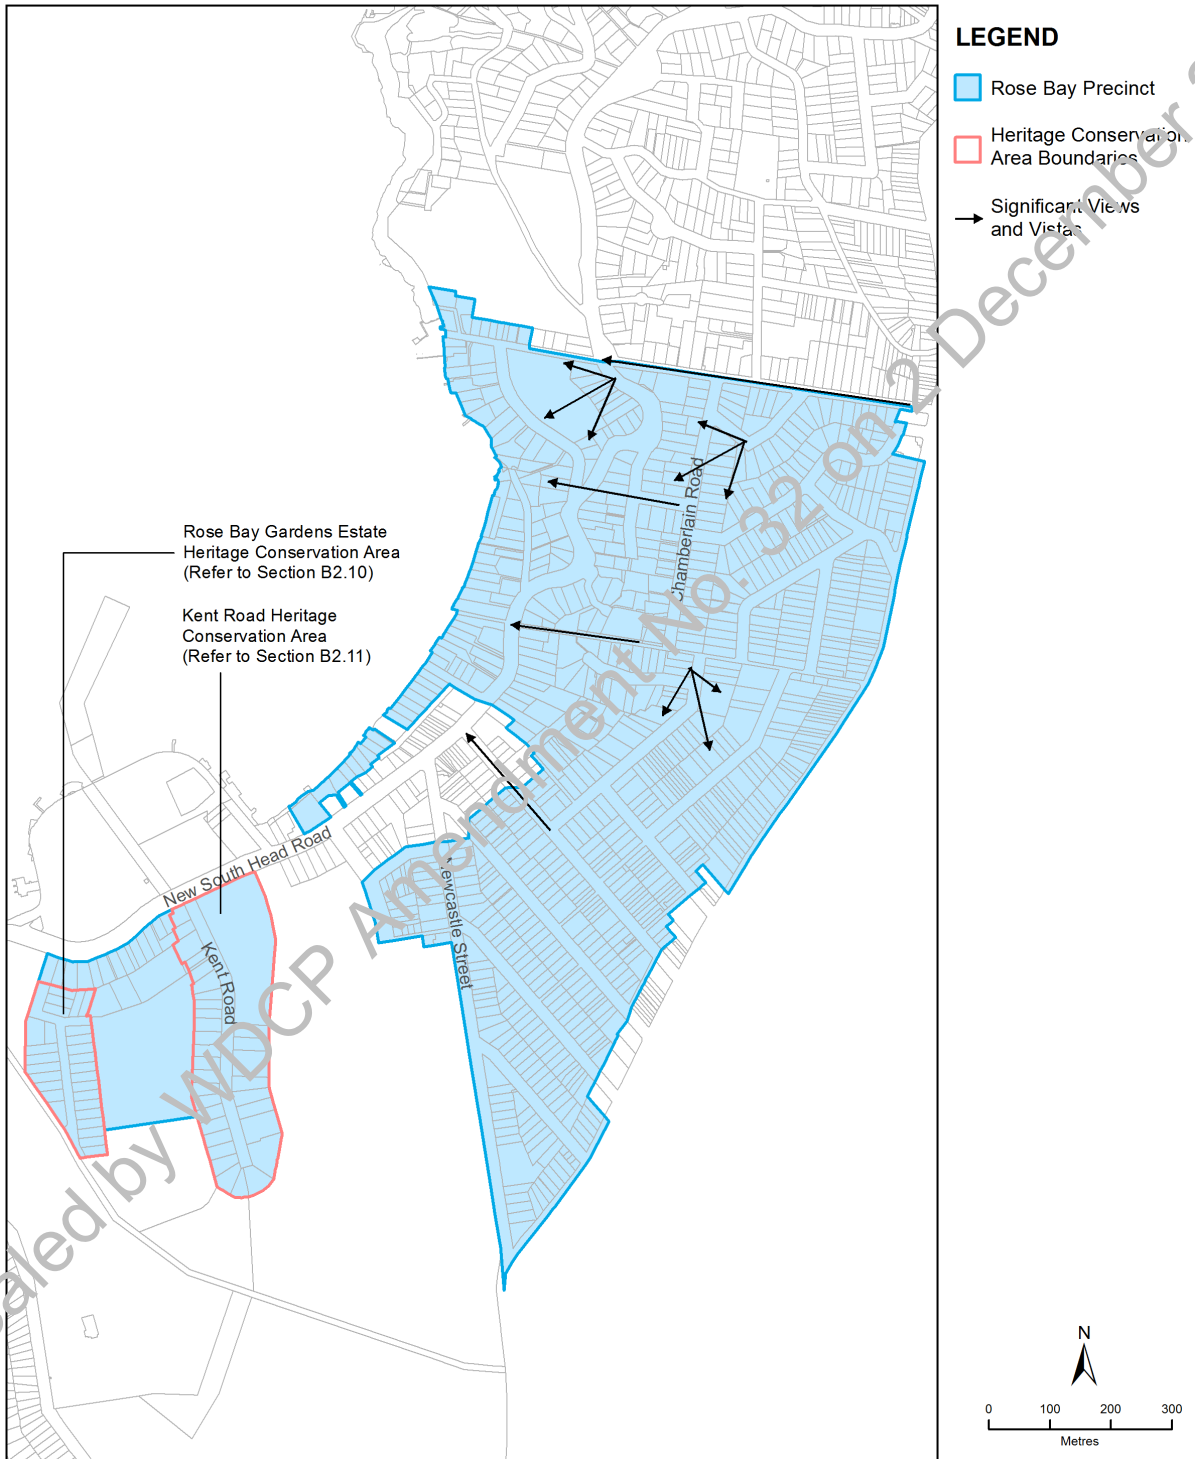 LEGEND
Rose Bay Precinct
Heritage Conservation
Area Boundaries
Significant Views
and Vistas
Rose Bay Gardens Estate
Heritage Conservation Area
(Refer to Section B2.10)
Kent Road Heritage
Conservation Area
(Refer to Section B2.11)
Chamberlain Road
New South Head Road
Newcastle Street
Kent Road
by WDCP Amendment No. 32 on 2 December
N
0 100 200 300
Metres